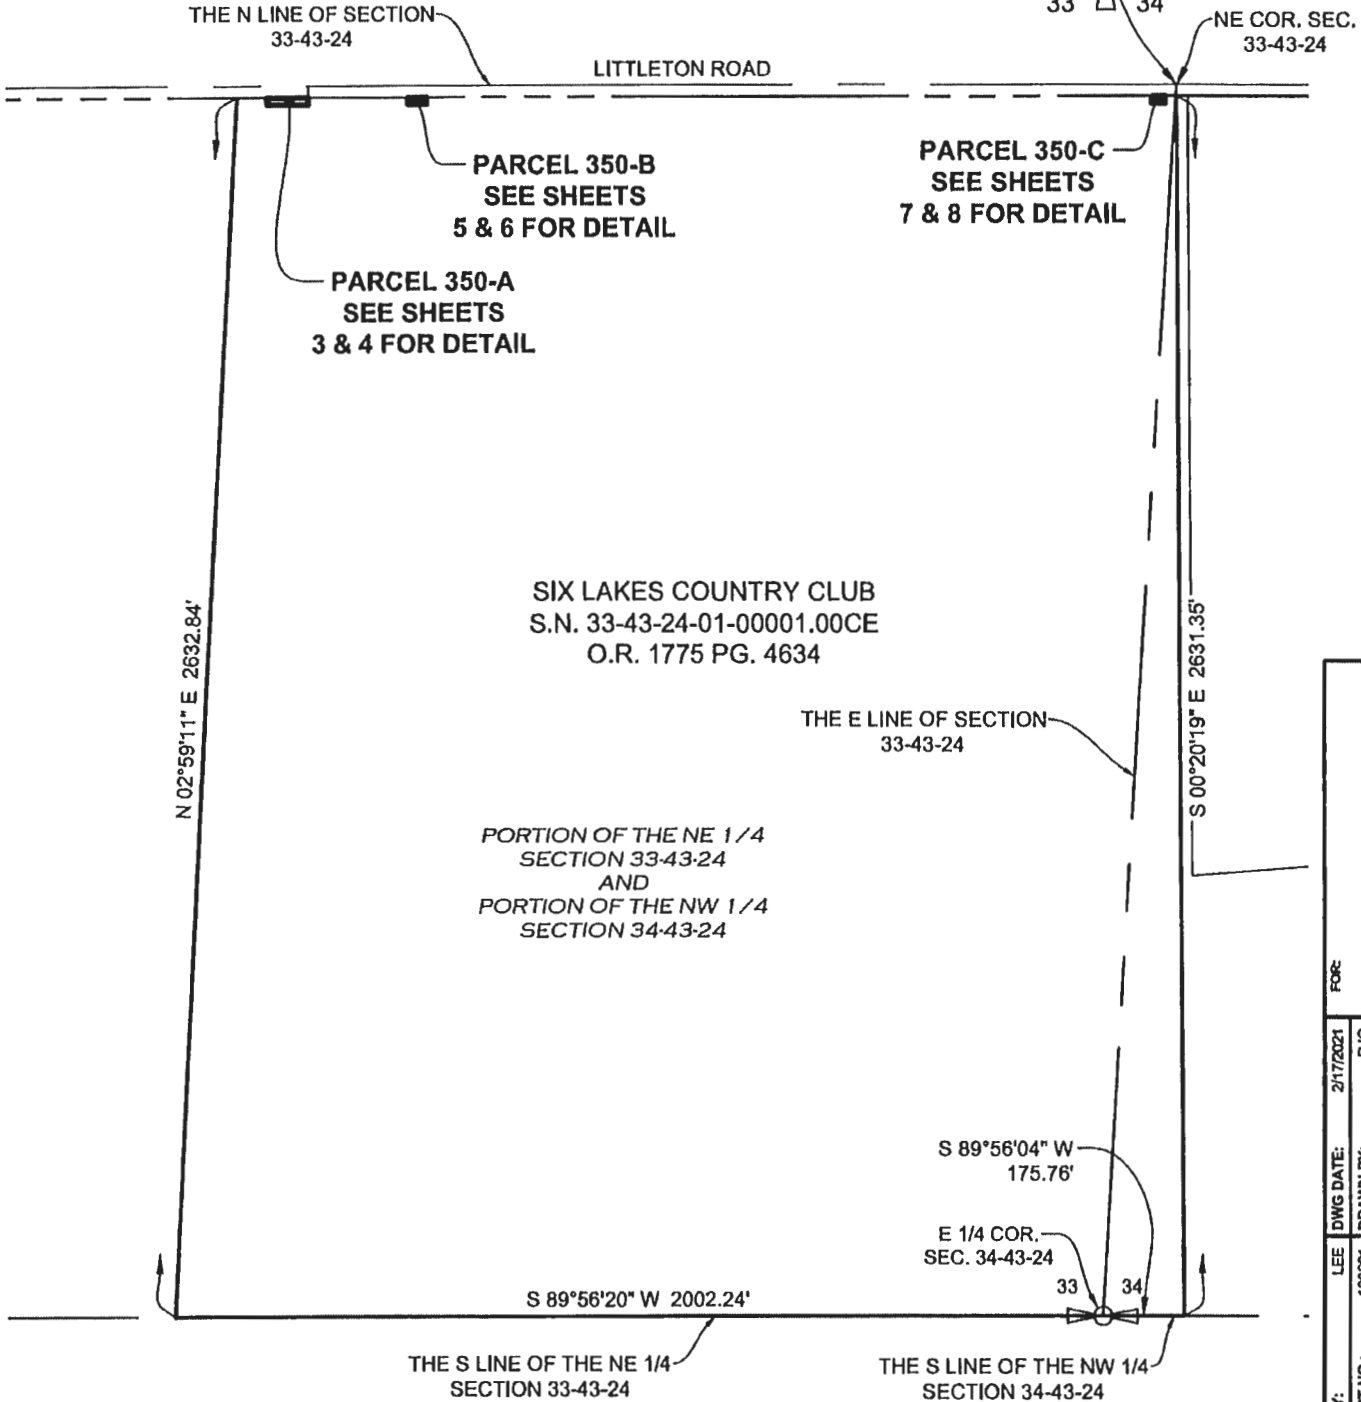 THE N LINE OF SECTION
33-43-24
33 34
NE COR. SEC.
33-43-24
LITTLETON ROAD
PARCEL 350-B
SEE SHEETS
5 & 6 FOR DETAIL
PARCEL 350-C
SEE SHEETS
7 & 8 FOR DETAIL
PARCEL 350-A
SEE SHEETS
3 & 4 FOR DETAIL
SIX LAKES COUNTRY CLUB
S.N. 33-43-24-01-00001.00CE
O.R. 1775 PG. 4634
N 02°59'11" E 2632.84'
S 00°20'19" E 2631.35'
THE E LINE OF SECTION
33-43-24
PORTION OF THE NE 1/4
SECTION 33-43-24
AND
PORTION OF THE NW 1/4
SECTION 34-43-24
S 89°56'04" W
175.76'
E 1/4 COR.
SEC. 34-43-24
33 34
S 89°56'20" W 2002.24'
THE S LINE OF THE NE 1/4
SECTION 33-43-24
THE S LINE OF THE NW 1/4
SECTION 34-43-24
FOR:
LEE DWG DATE: 2/17/2021